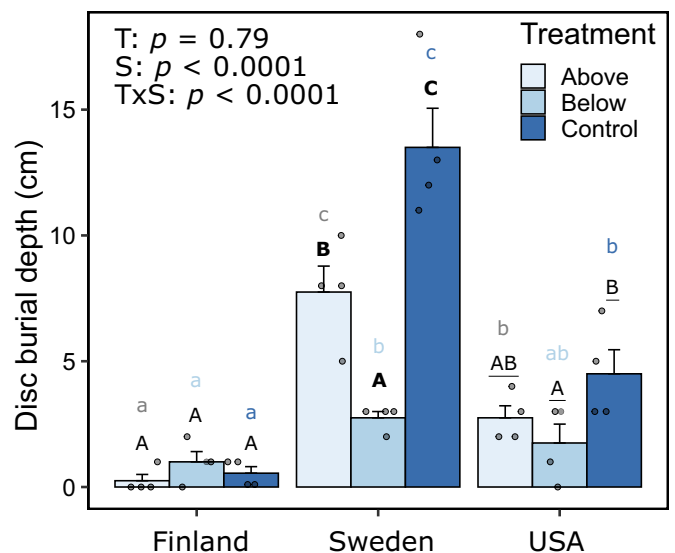 T: p = 0.79
S: p < 0.0001
TxS: p < 0.0001
Treatment
Above
Below
Control
Disc burial depth (cm)
15
10
5
0
a
A
a
A
a
A
c
B
b
A
c
C
b
AB
ab
A
b
B
Finland
Sweden
USA